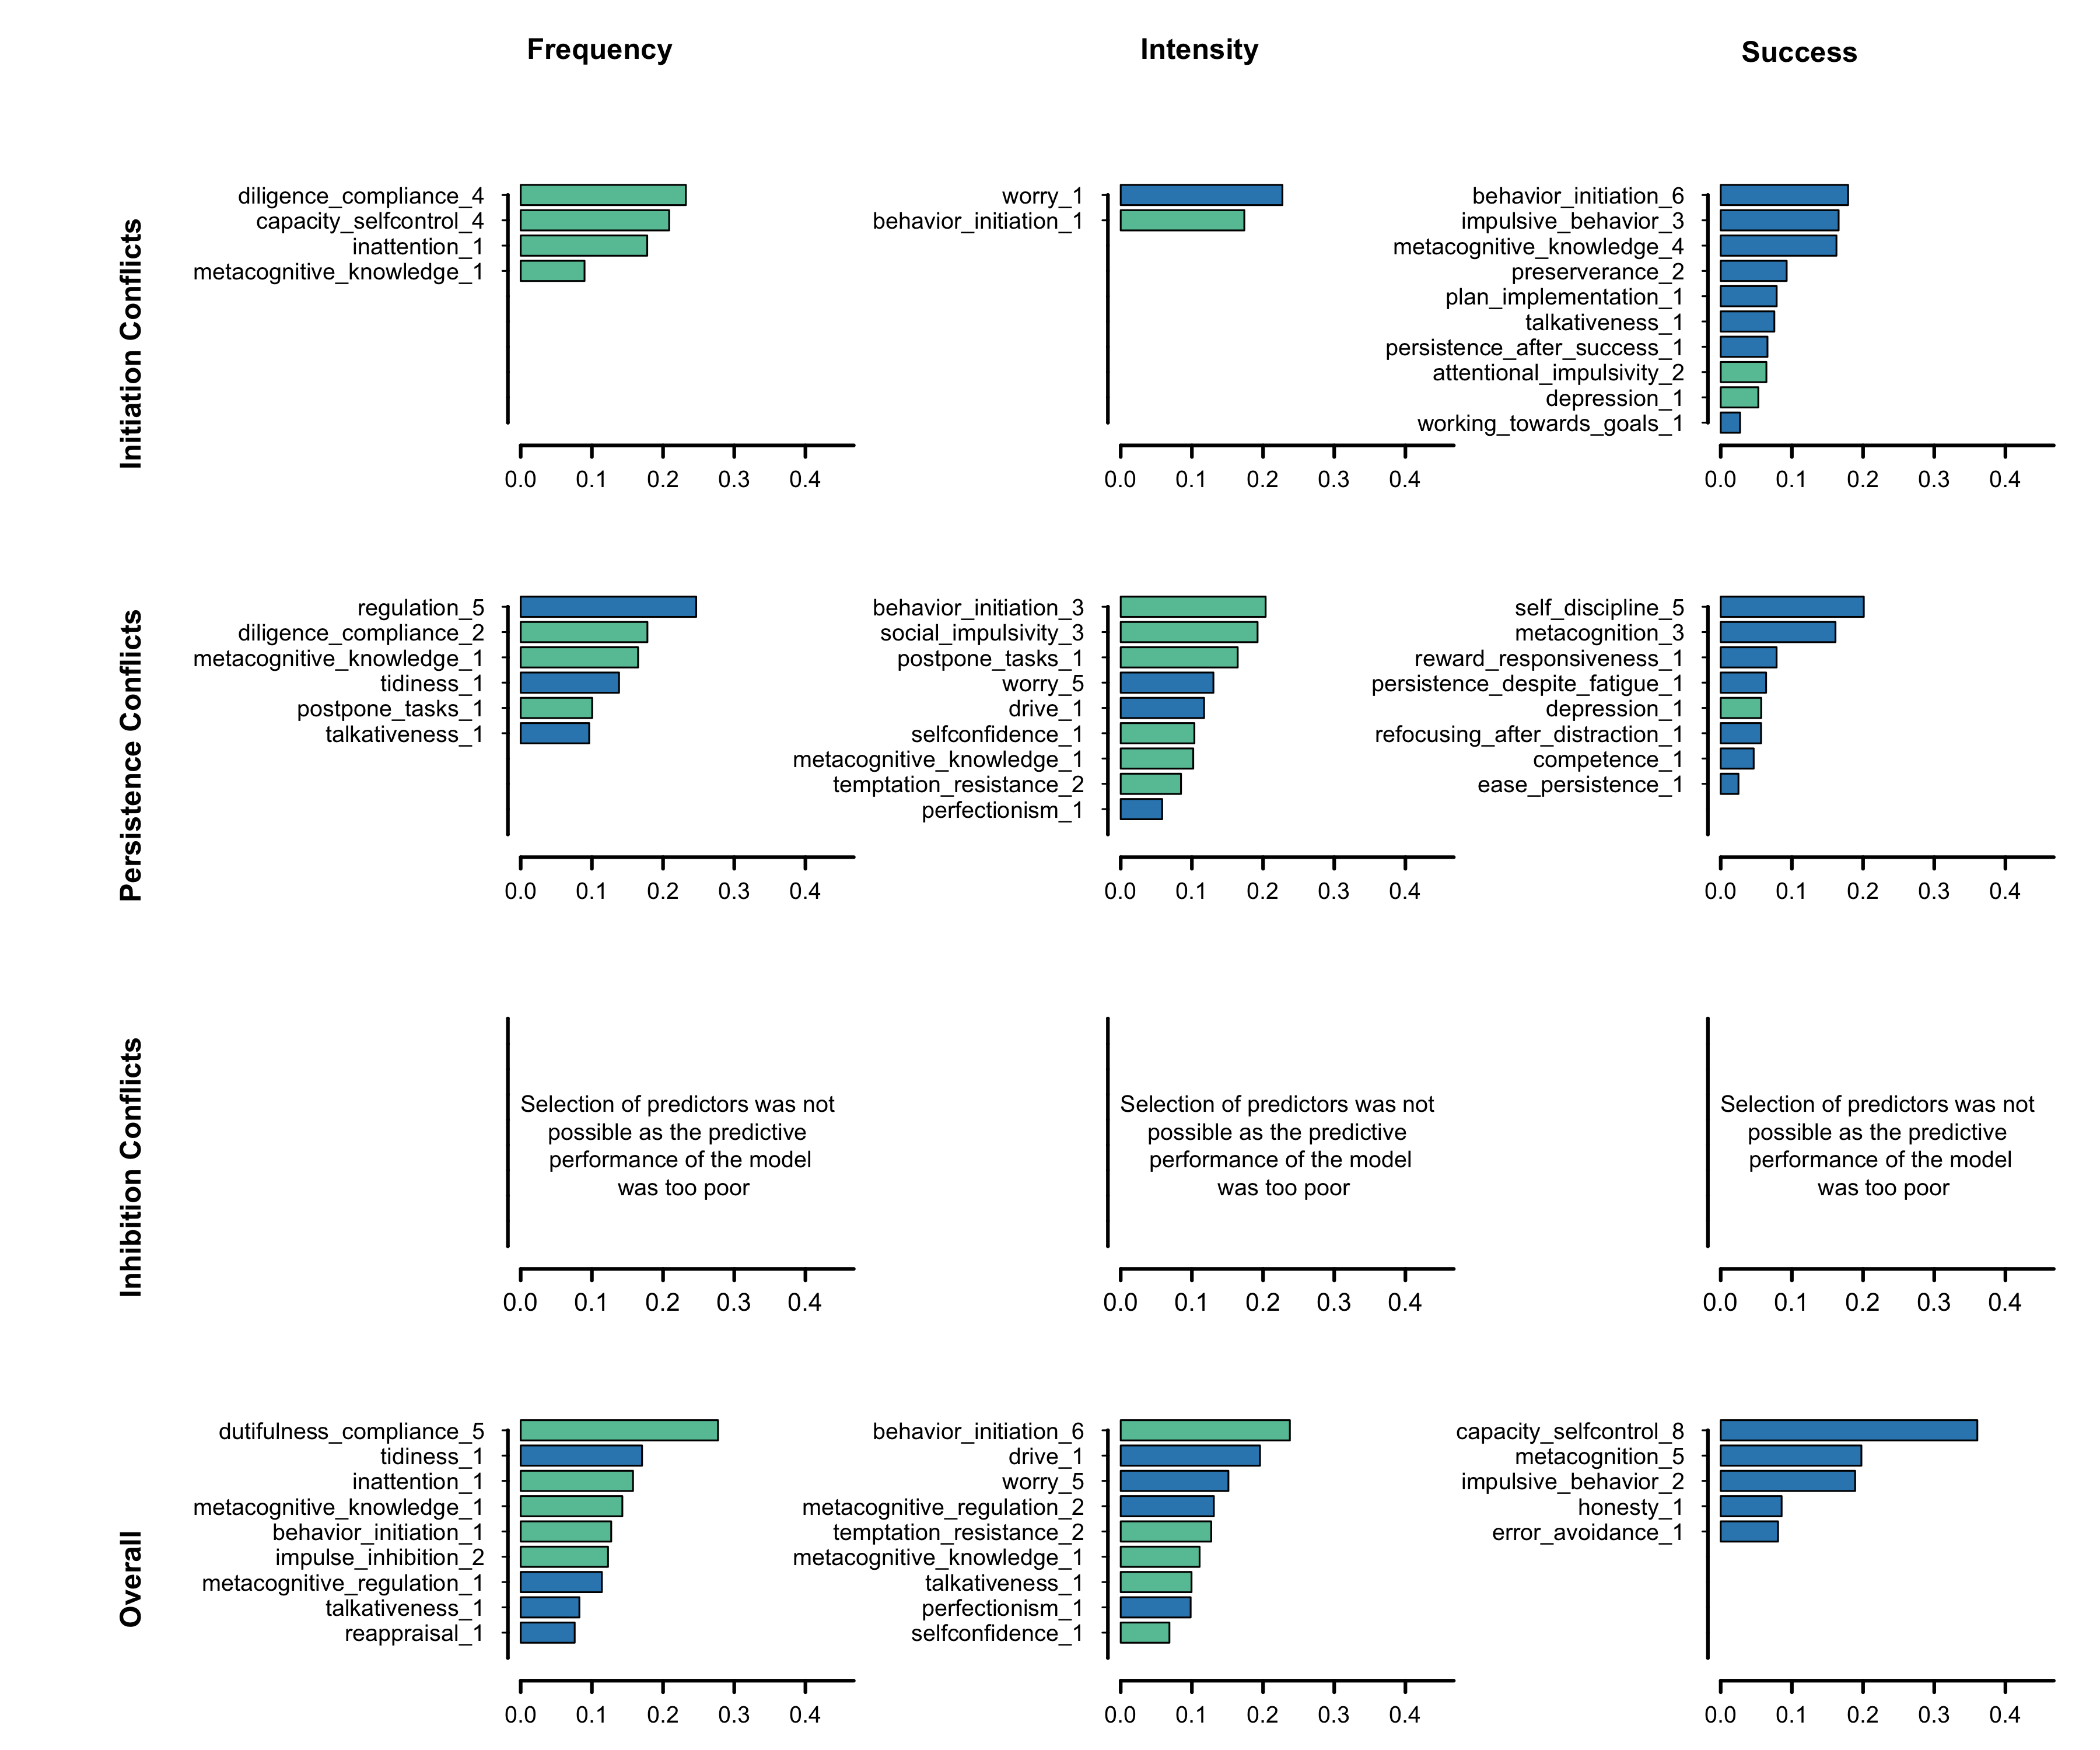 Frequency
Intensity
Success
Initiation Conflicts
diligence_compliance_4
capacity_selfcontrol_4
inattention_1
metacognitive_knowledge_1
0.0 0.1 0.2 0.3 0.4
worry_1
behavior_initiation_1
0.0 0.1 0.2 0.3 0.4
behavior_initiation_6
impulsive_behavior_3
metacognitive_knowledge_4
preserverance_2
plan_implementation_1
talkativeness_1
persistence_after_success_1
attentional_impulsivity_2
depression_1
working_towards_goals_1
0.0 0.1 0.2 0.3 0.4
Persistence Conflicts
regulation_5
diligence_compliance_2
metacognitive_knowledge_1
tidiness_1
postpone_tasks_1
talkativeness_1
0.0 0.1 0.2 0.3 0.4
behavior_initiation_3
social_impulsivity_3
postpone_tasks_1
worry_5
drive_1
selfconfidence_1
metacognitive_knowledge_1
temptation_resistance_2
perfectionism_1
0.0 0.1 0.2 0.3 0.4
self_discipline_5
metacognition_3
reward_responsiveness_1
persistence_despite_fatigue_1
depression_1
refocusing_after_distraction_1
competence_1
ease_persistence_1
0.0 0.1 0.2 0.3 0.4
Inhibition Conflicts
Selection of predictors was not
possible as the predictive
performance of the model
was too poor
0.0 0.1 0.2 0.3 0.4
Selection of predictors was not
possible as the predictive
performance of the model
was too poor
0.0 0.1 0.2 0.3 0.4
Selection of predictors was not
possible as the predictive
performance of the model
was too poor
0.0 0.1 0.2 0.3 0.4
Overall
dutifulness_compliance_5
tidiness_1
inattention_1
metacognitive_knowledge_1
behavior_initiation_1
impulse_inhibition_2
metacognitive_regulation_1
talkativeness_1
reappraisal_1
0.0 0.1 0.2 0.3 0.4
behavior_initiation_6
drive_1
worry_5
metacognitive_regulation_2
temptation_resistance_2
metacognitive_knowledge_1
talkativeness_1
perfectionism_1
selfconfidence_1
0.0 0.1 0.2 0.3 0.4
capacity_selfcontrol_8
metacognition_5
impulsive_behavior_2
honesty_1
error_avoidance_1
0.0 0.1 0.2 0.3 0.4